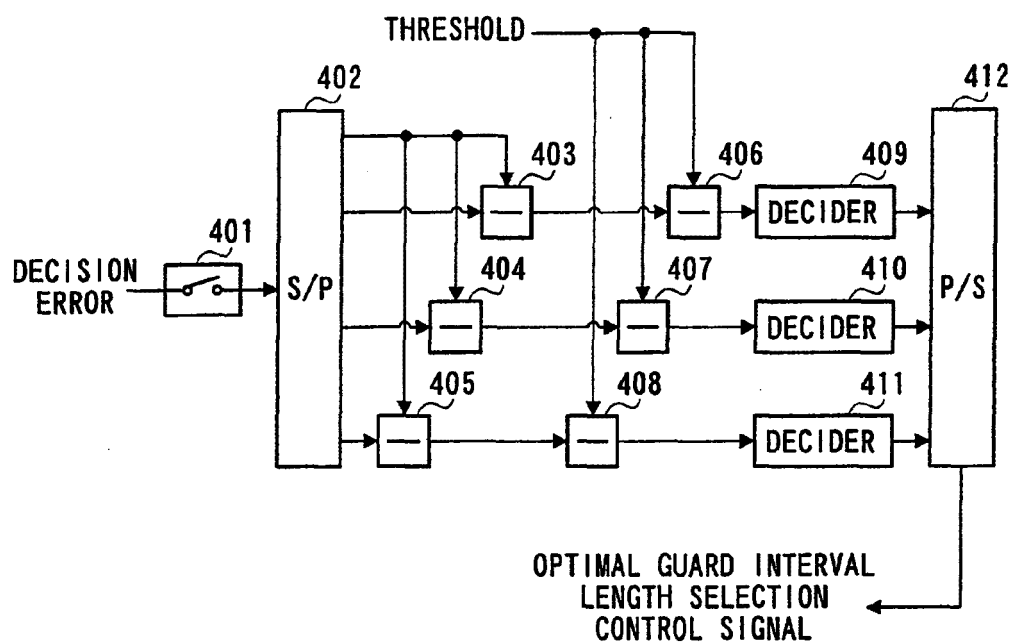 THRESHOLD
402
412
403
406
409
DECIDER
401
DECISION
ERROR
S/P
404
407
410
DECIDER
P/S
405
408
411
DECIDER
OPTIMAL GUARD INTERVAL
LENGTH SELECTION
CONTROL SIGNAL